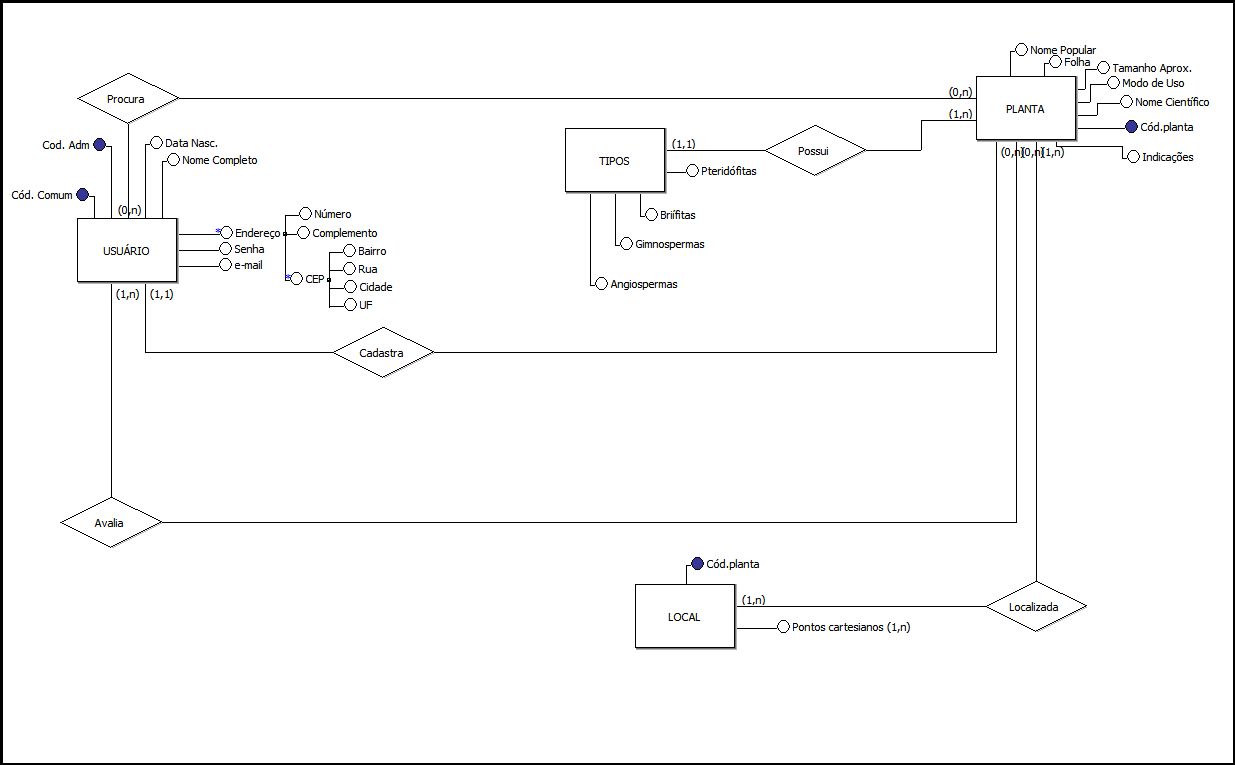 Nome Popular
Folha
Tamanho Aprox.
Modo de Uso
Nome Científico
Cód.planta
Indicações
PLANTA
(0,n)
(1,n)
(0,n)
(0,n)
(1,n)
Procura
Cod. Adm
Data Nasc.
Nome Completo
Cód. Comum
(0,n)
USUÁRIO
* Endereço
Senha
e-mail
Número
Complemento
* CEP
Bairro
Rua
Cidade
UF
(1,n)
(1,1)
TIPOS
(1,1)
Possui
Pteridófitas
Briífitas
Gimnospermas
Angiospermas
Cadastra
Avalia
Cód.planta
LOCAL
(1,n)
Pontos cartesianos (1,n)
Localizada